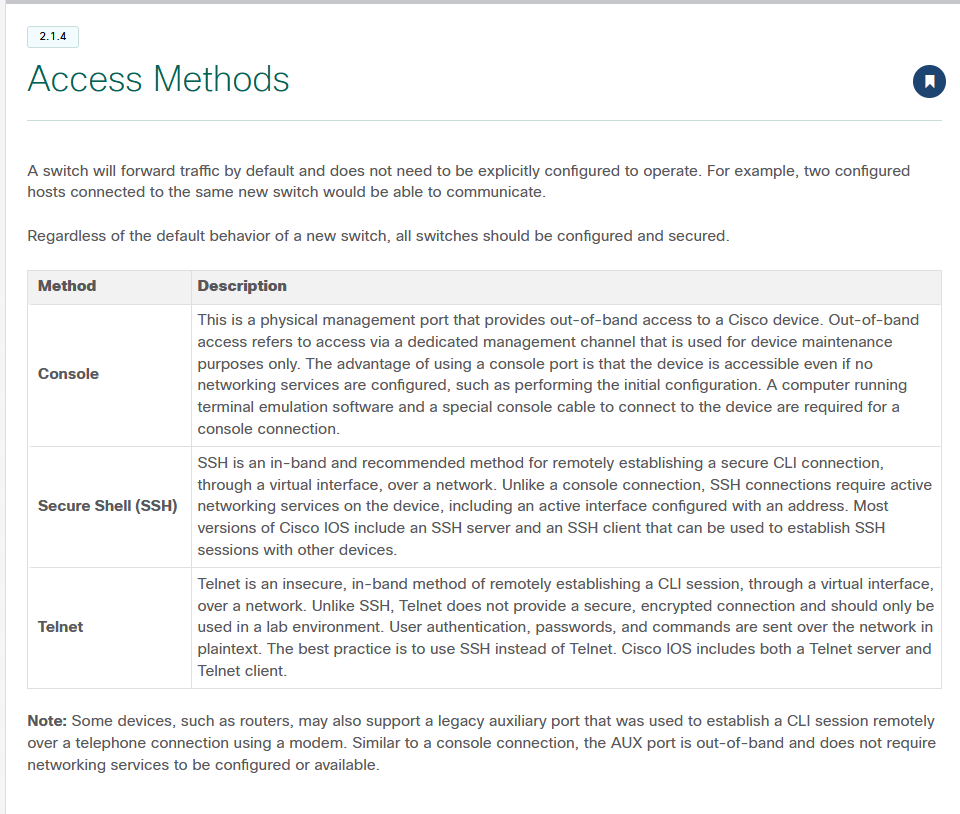 2.1.4
Access Methods
A switch will forward traffic by default and does not need to be explicitly configured to operate. For example, two configured
hosts connected to the same new switch would be able to communicate.
Regardless of the default behavior of a new switch, all switches should be configured and secured.
Method Description
Console
This is a physical management port that provides out-of-band access to a Cisco device. Out-of-band
access refers to access via a dedicated management channel that is used for device maintenance
purposes only. The advantage of using a console port is that the device is accessible even if no
networking services are configured, such as performing the initial configuration. A computer running
terminal emulation software and a special console cable to connect to the device are required for a
console connection.
Secure Shell (SSH)
SSH is an in-band and recommended method for remotely establishing a secure CLI connection,
through a virtual interface, over a network. Unlike a console connection, SSH connections require active
networking services on the device, including an active interface configured with an address. Most
versions of Cisco IOS include an SSH server and an SSH client that can be used to establish SSH
sessions with other devices.
Telnet
Telnet is an insecure, in-band method of remotely establishing a CLI session, through a virtual interface,
over a network. Unlike SSH, Telnet does not provide a secure, encrypted connection and should only be
used in a lab environment. User authentication, passwords, and commands are sent over the network in
plaintext. The best practice is to use SSH instead of Telnet. Cisco IOS includes both a Telnet server and
Telnet client.
Note: Some devices, such as routers, may also support a legacy auxiliary port that was used to establish a CLI session remotely
over a telephone connection using a modem. Similar to a console connection, the AUX port is out-of-band and does not require
networking services to be configured or available.